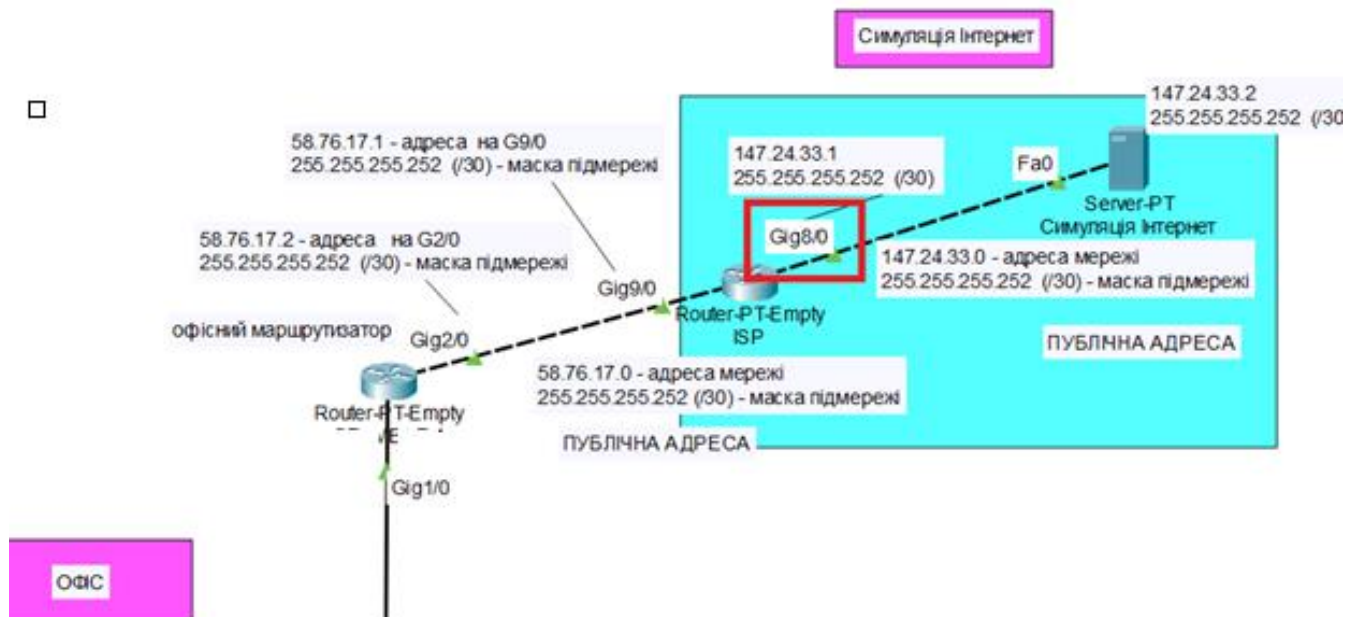 Симуляція Інтернет
147.24.33.2
255.255.255.252 (/30
58.76.17.1 - адреса на G9/0
255.255.255.252 (/30) - маска підмережі
147.24.33.1
255.255.255.252 (/30)
Fa0
Server-PT
Симуляція Інтернет
58.76.17.2 - адреса на G2/0
255.255.255.252 (/30) - маска підмережі
Gig8/0
147.24.33.0 - адреса мережі
255.255.255.252 (/30) - маска підмережі
Gig9/0
Router-PT-Empty
ISP
офісний маршрутизатор
Gig2/0
ПУБЛІЧНА АДРЕСА
58.76.17.0 - адреса мережі
255.255.255.252 (/30) - маска підмережі
Router-PT-Empty
ПУБЛІЧНА АДРЕСА
Gig1/0
ОФІС